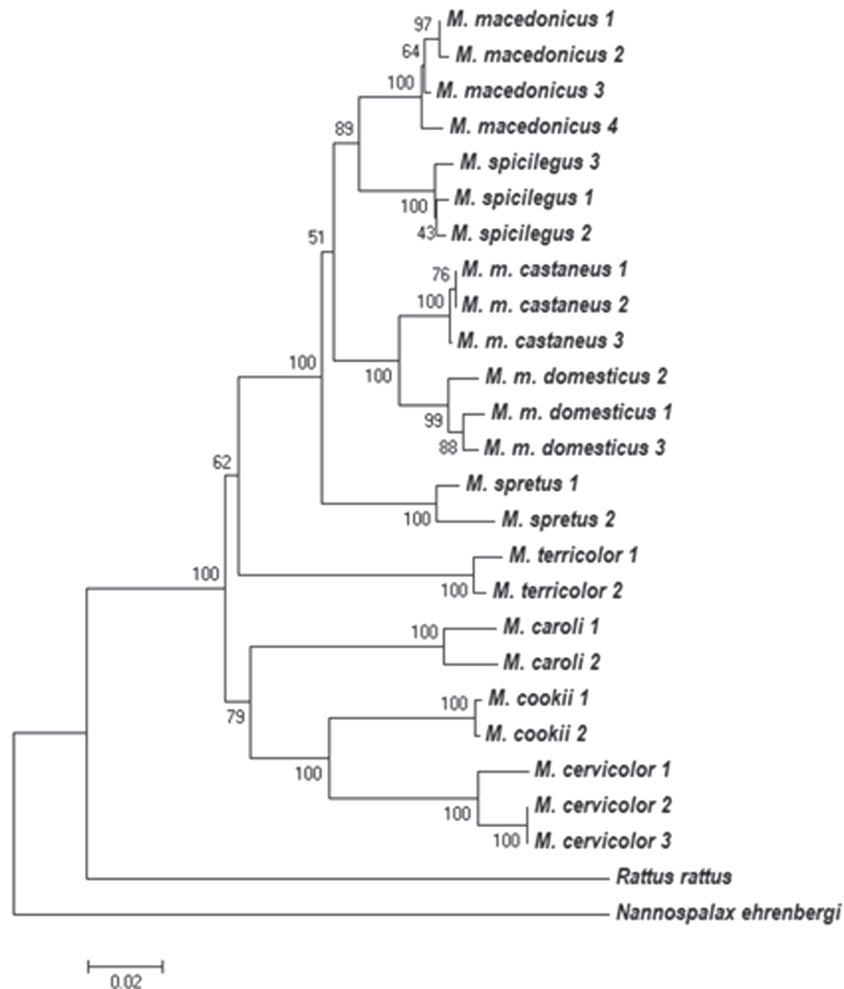 97
M. macedonicus 1
64
M. macedonicus 2
100
M. macedonicus 3
M. macedonicus 4
89
M. spicilegus 3
100
M. spicilegus 1
43
M. spicilegus 2
51
76
M. m. castaneus 1
100
M. m. castaneus 2
M. m. castaneus 3
100
100
M. m. domesticus 2
99
M. m. domesticus 1
88
M. m. domesticus 3
62
M. spretus 1
100
M. spretus 2
100
M. terricolor 1
100
M. terricolor 2
100
M. caroli 1
M. caroli 2
79
100
M. cookii 1
M. cookii 2
100
M. cervicolor 1
100
M. cervicolor 2
100
M. cervicolor 3
Rattus rattus
Nannospalax ehrenbergi
0.02